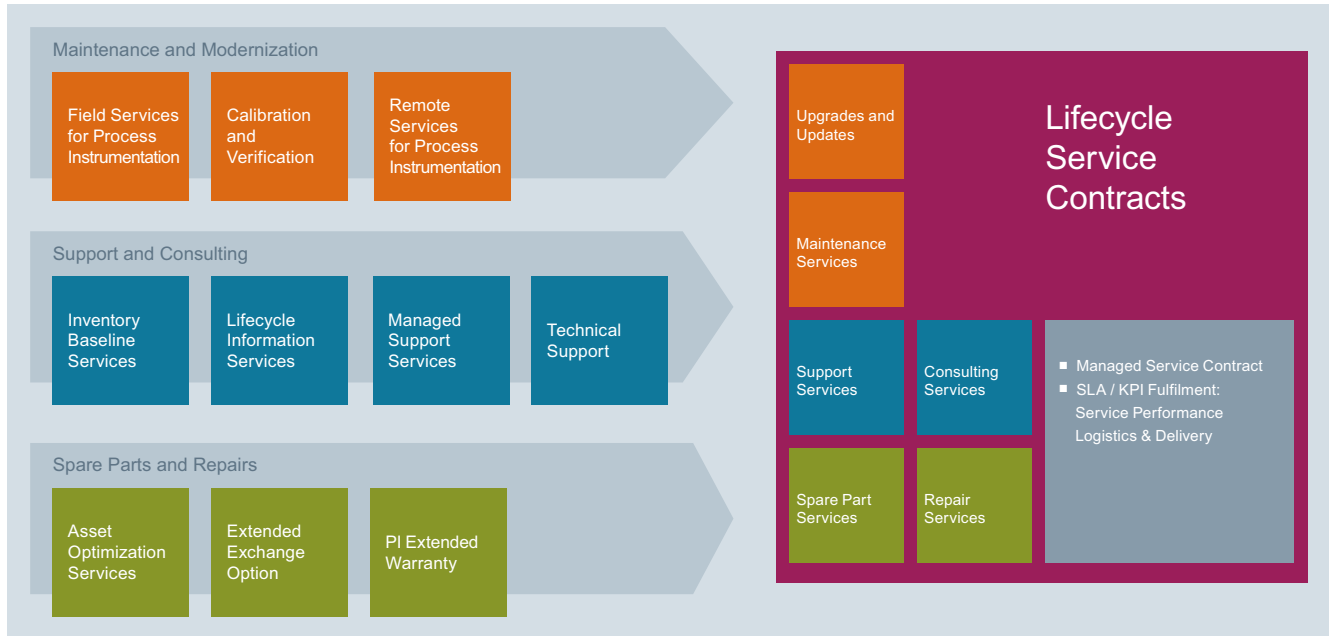 Maintenance and Modernization
Field Services
for Process
Instrumentation
Calibration
and
Verification
Remote
Services
for Process
Instrumentation
Support and Consulting
Inventory
Baseline
Services
Lifecycle
Information
Services
Managed
Support
Services
Technical
Support
Spare Parts and Repairs
Asset
Optimization
Services
Extended
Exchange
Option
PI Extended
Warranty
Lifecycle
Service
Contracts
Upgrades and
Updates
Maintenance
Services
Support
Services
Consulting
Services
Spare Part
Services
Repair
Services
■ Managed Service Contract
■ SLA / KPI Fulfilment:
Service Performance
Logistics & Delivery